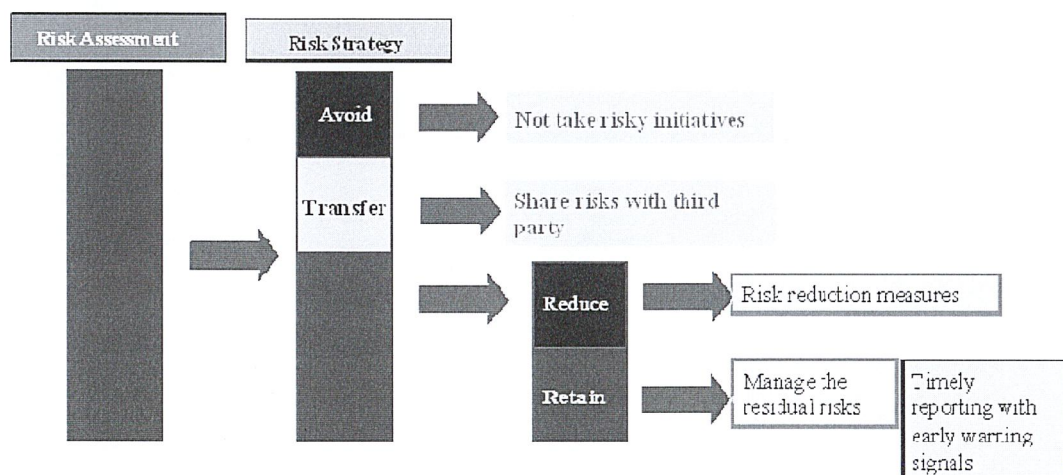 Risk Assessment
Risk Strategy
Avoid
Not take risky initiatives
Transfer
Share risks with third
party
Reduce
Risk reduction measures
Retain
Manage the
residual risks
Timely
reporting with
early warning
signals